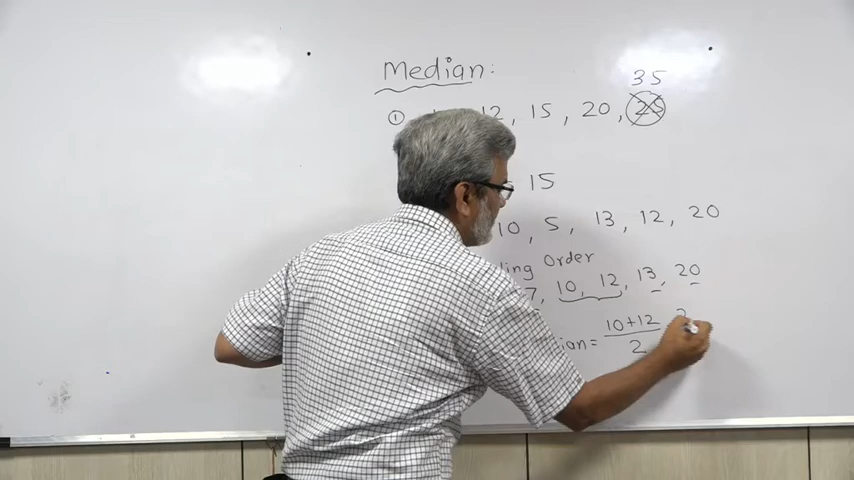 Median:
35
① 12, 15, 20, 25
15
10, 5, 13, 12, 20
Order
7, 10, 12, 13, 20
= 10+12
2